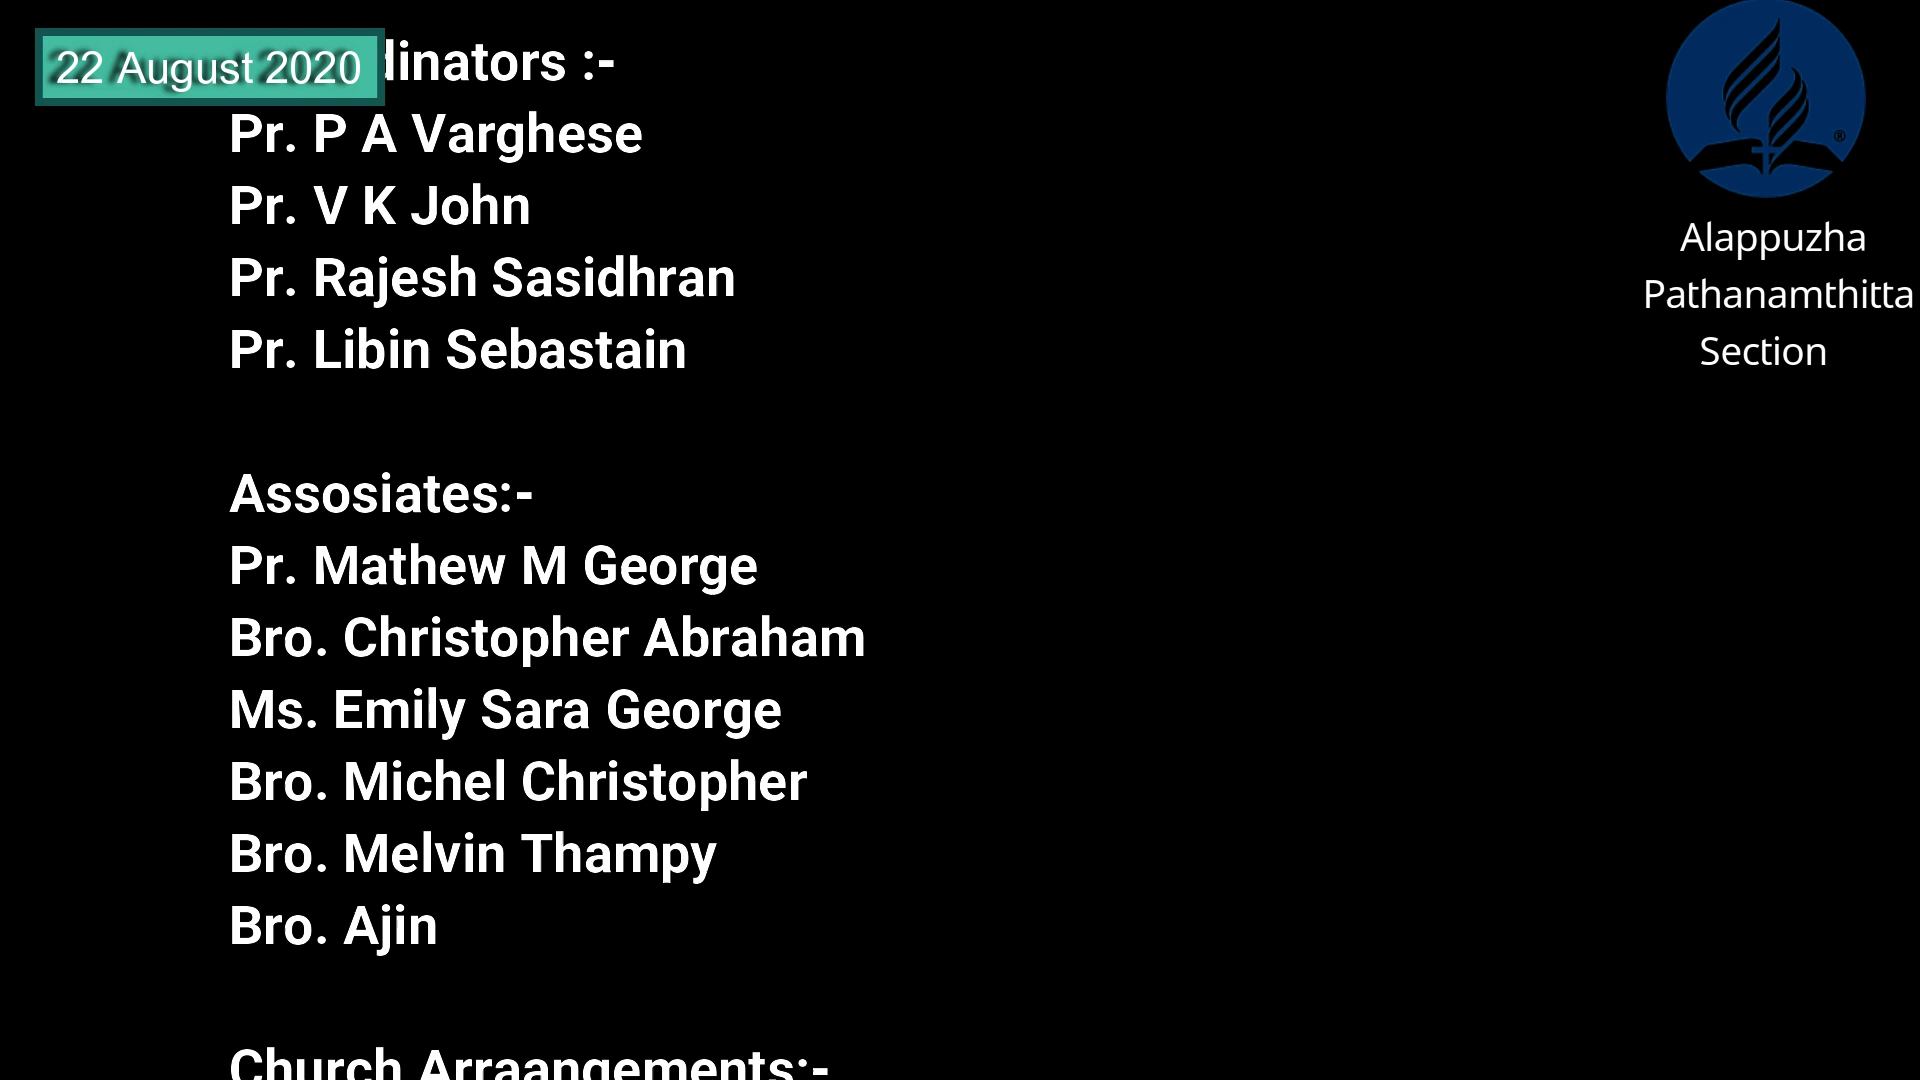 22 August 2020
dinators :-
Pr. P A Varghese
Pr. V K John
Pr. Rajesh Sasidhran
Pr. Libin Sebastain
Assosiates:-
Pr. Mathew M George
Bro. Christopher Abraham
Ms. Emily Sara George
Bro. Michel Christopher
Bro. Melvin Thampy
Bro. Ajin
Church Arraangements:-
®
Alappuzha
Pathanamthitta
Section